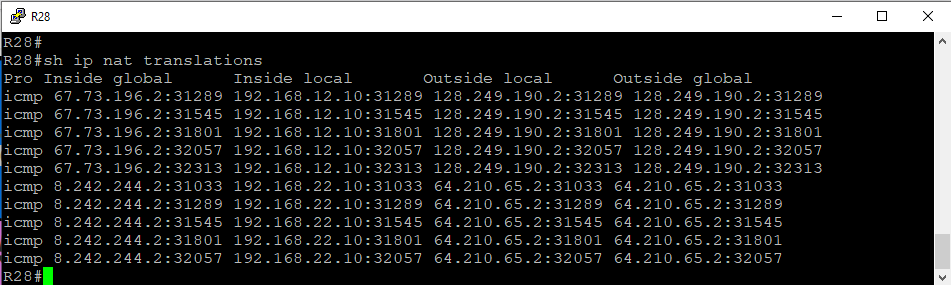 R28
R28#
R28#sh ip nat translations
Pro Inside global      Inside local       Outside local      Outside global
icmp 67.73.196.2:31289 192.168.12.10:31289 128.249.190.2:31289 128.249.190.2:31289
icmp 67.73.196.2:31545 192.168.12.10:31545 128.249.190.2:31545 128.249.190.2:31545
icmp 67.73.196.2:31801 192.168.12.10:31801 128.249.190.2:31801 128.249.190.2:31801
icmp 67.73.196.2:32057 192.168.12.10:32057 128.249.190.2:32057 128.249.190.2:32057
icmp 67.73.196.2:32313 192.168.12.10:32313 128.249.190.2:32313 128.249.190.2:32313
icmp 8.242.244.2:31033 192.168.22.10:31033 64.210.65.2:31033 64.210.65.2:31033
icmp 8.242.244.2:31289 192.168.22.10:31289 64.210.65.2:31289 64.210.65.2:31289
icmp 8.242.244.2:31545 192.168.22.10:31545 64.210.65.2:31545 64.210.65.2:31545
icmp 8.242.244.2:31801 192.168.22.10:31801 64.210.65.2:31801 64.210.65.2:31801
icmp 8.242.244.2:32057 192.168.22.10:32057 64.210.65.2:32057 64.210.65.2:32057
R28#